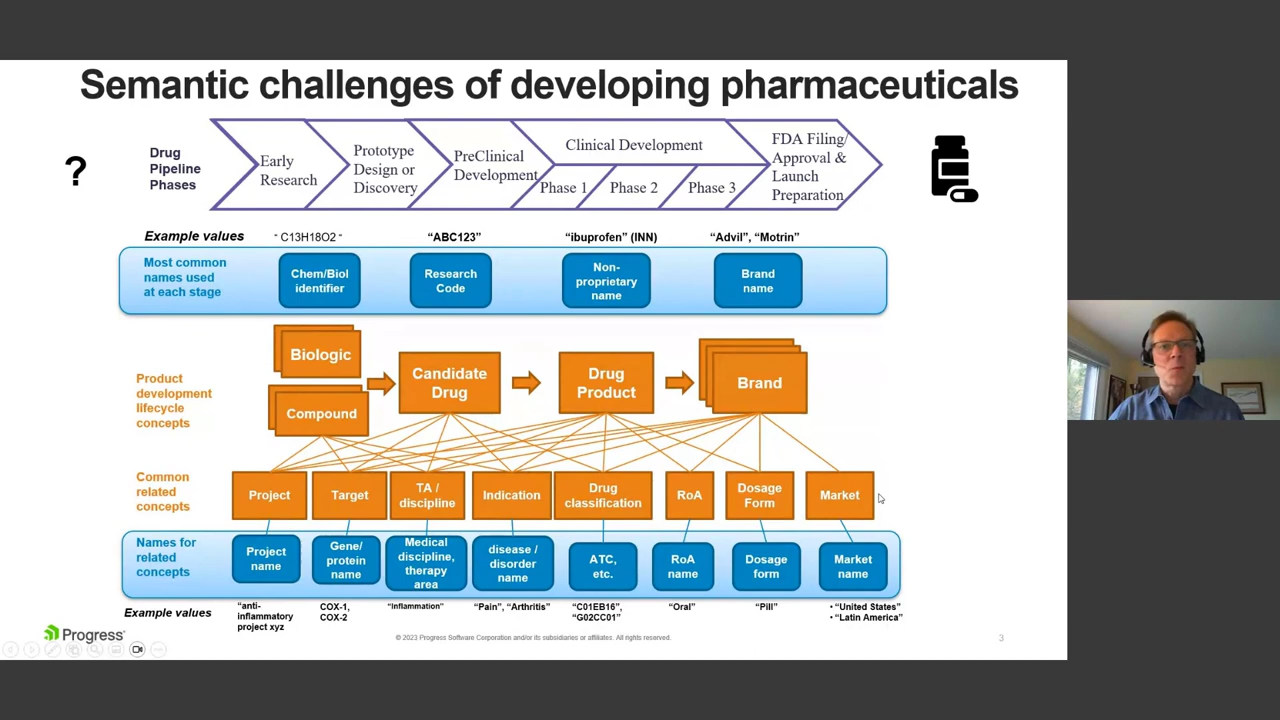 Semantic challenges of developing pharmaceuticals
?
Drug
Pipeline
Phases
Early
Research
Prototype
Design or
Discovery
PreClinical
Development
Clinical Development
Phase 1
Phase 2
Phase 3
FDA Filing/
Approval &
Launch
Preparation
Example values
" C13H18O2 "
"ABC123"
"ibuprofen" (INN)
"Advil", "Motrin"
Most common
names used
at each stage
Chem/Biol
identifier
Research
Code
Non-
proprietary
name
Brand
name
Product
development
lifecycle
concepts
Biologic
Compound
Candidate
Drug
Drug
Product
Brand
Common
related
concepts
Project
Target
TA /
discipline
Indication
Drug
classification
RoA
Dosage
Form
Market
Names for
related
concepts
Project
name
Gene/
protein
name
Medical
discipline,
therapy
area
disease /
disorder
name
ATC,
etc.
RoA
name
Dosage
form
Market
name
Example values
"anti-
inflammatory
project xyz
COX-1,
COX-2
"Inflammation"
"Pain", "Arthritis"
"C01EB16",
"G02CC01"
"Oral"
"Pill"
• "United States"
• "Latin America"
Progress
© 2023 Progress Software Corporation and/or its subsidiaries or affiliates. All rights reserved.
3